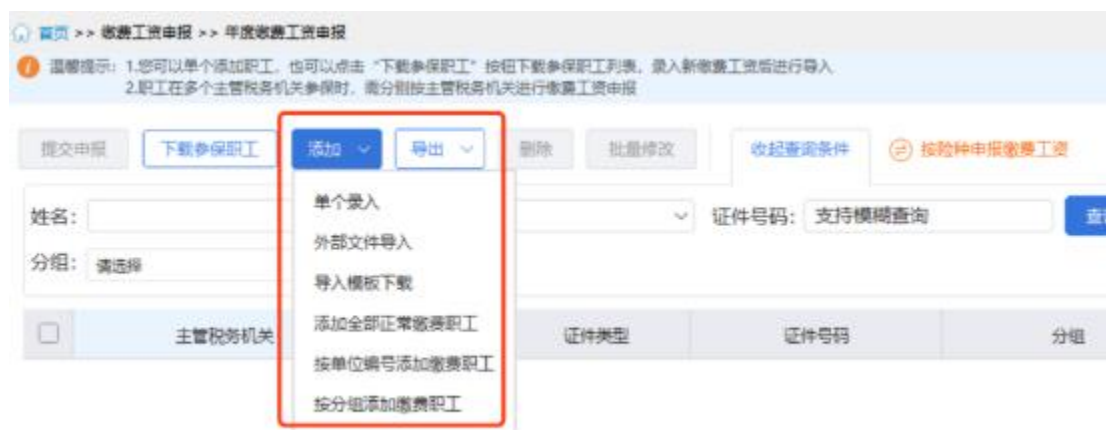 首页 >> 缴费工资申报 >> 年度缴费工资申报
温馨提示：1.您可以单个添加职工，也可以点击“下载参保职工”按钮下载参保职工列表，录入新缴费工资后进行导入
2.职工在多个主管税务机关参保时，需分别按主管税务机关进行缴费工资申报
提交申报 下载参保职工 添加 导出 删除 批量修改 收起查询条件 按险种申报缴费工资
姓名： 证件号码： 支持模糊查询
分组： 请选择
单个录入
外部文件导入
导入模板下载
添加全部正常缴费职工
按单位编号添加缴费职工
按分组添加缴费职工
主管税务机关 证件类型 证件号码 分组